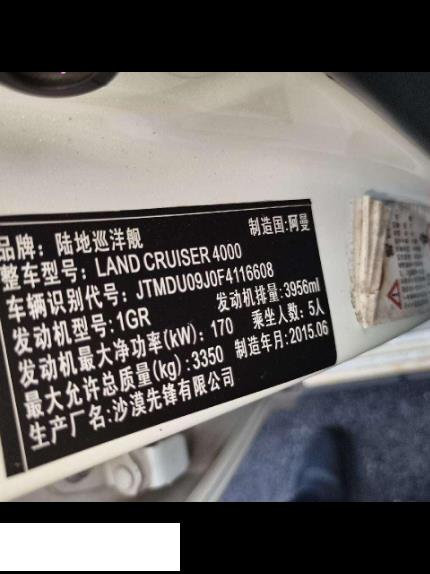 品牌：陆地巡洋舰 制造国:阿曼
整车型号：LAND CRUISER 4000
车辆识别代号：JTMDU09J0F4116608
发动机型号:1GR 发动机排量:3956ml
发动机最大净功率(kW)：170 乘坐人数：5人
最大允许总质量(kg):3350 制造年月:2015.06
生产厂名:沙漠先锋有限公司